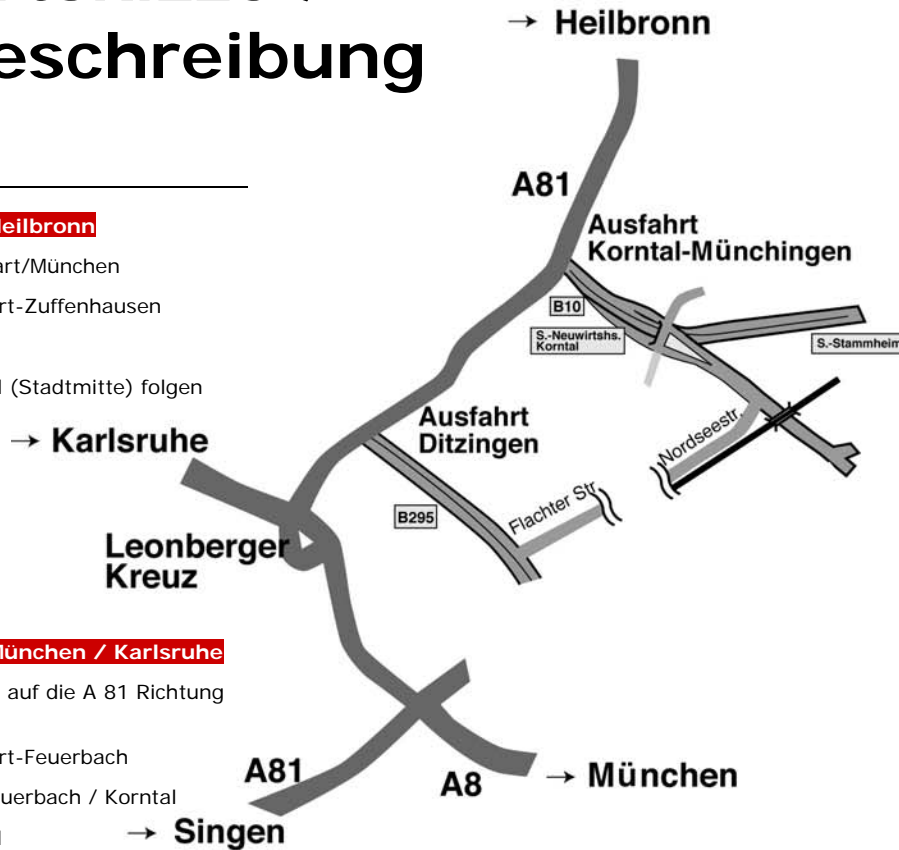 eschreibung
eilbronn
art/München
rt-Zuffenhausen
(Stadtmitte) folgen
München / Karlsruhe
auf die A 81 Richtung
rt-Feuerbach
uerbach / Korntal
→ Heilbronn
A81
Ausfahrt
Korntal-Münchingen
B10
S.-Neuwirtshs.
Korntal
S.-Stammheim
→ Karlsruhe
Ausfahrt
Ditzingen
Nordseestr.
Flachter Str.
B295
Leonberger
Kreuz
A81
A8
→ München
→ Singen